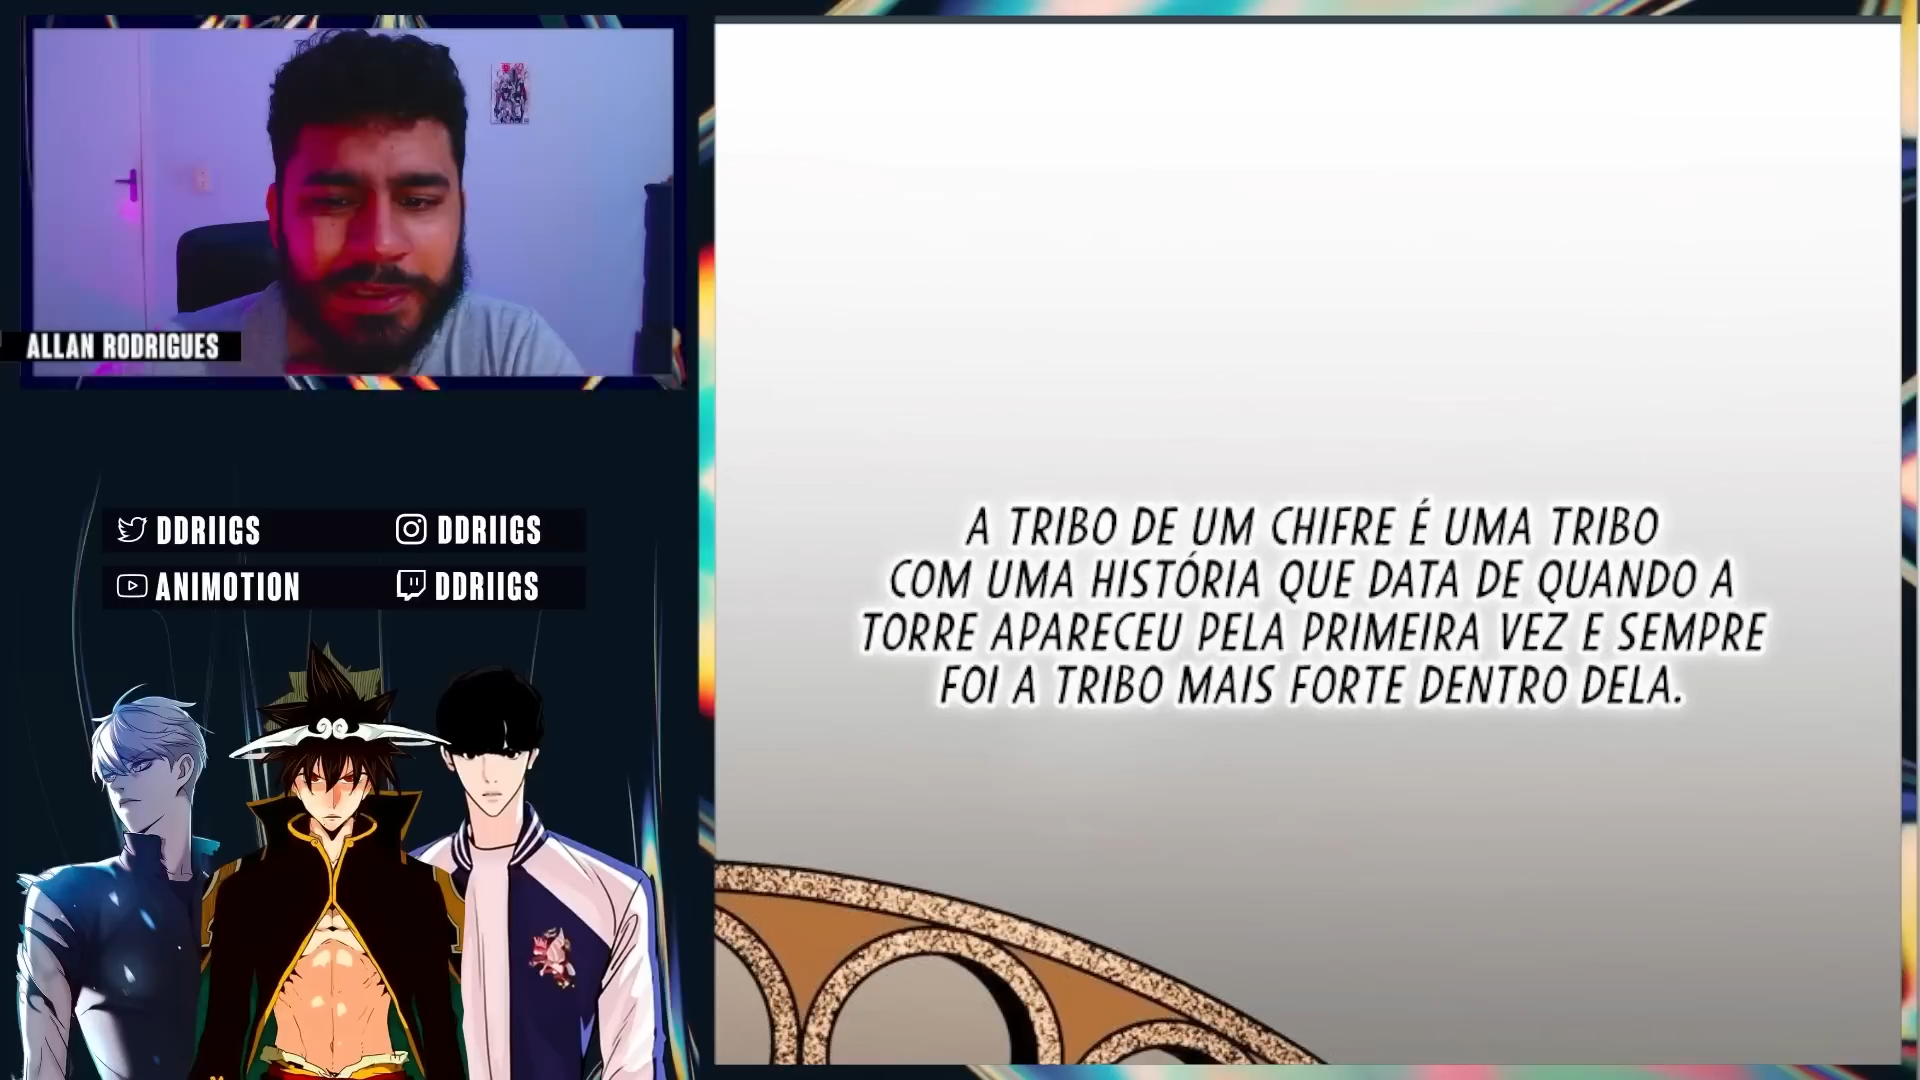 ALLAN RODRIGUES
DDRIIGS
DDRIIGS
ANIMOTION
DDRIIGS
A TRIBO DE UM CHIFRE É UMA TRIBO
COM UMA HISTÓRIA QUE DATA DE QUANDO A
TORRE APARECEU PELA PRIMEIRA VEZ E SEMPRE
FOI A TRIBO MAIS FORTE DENTRO DELA.